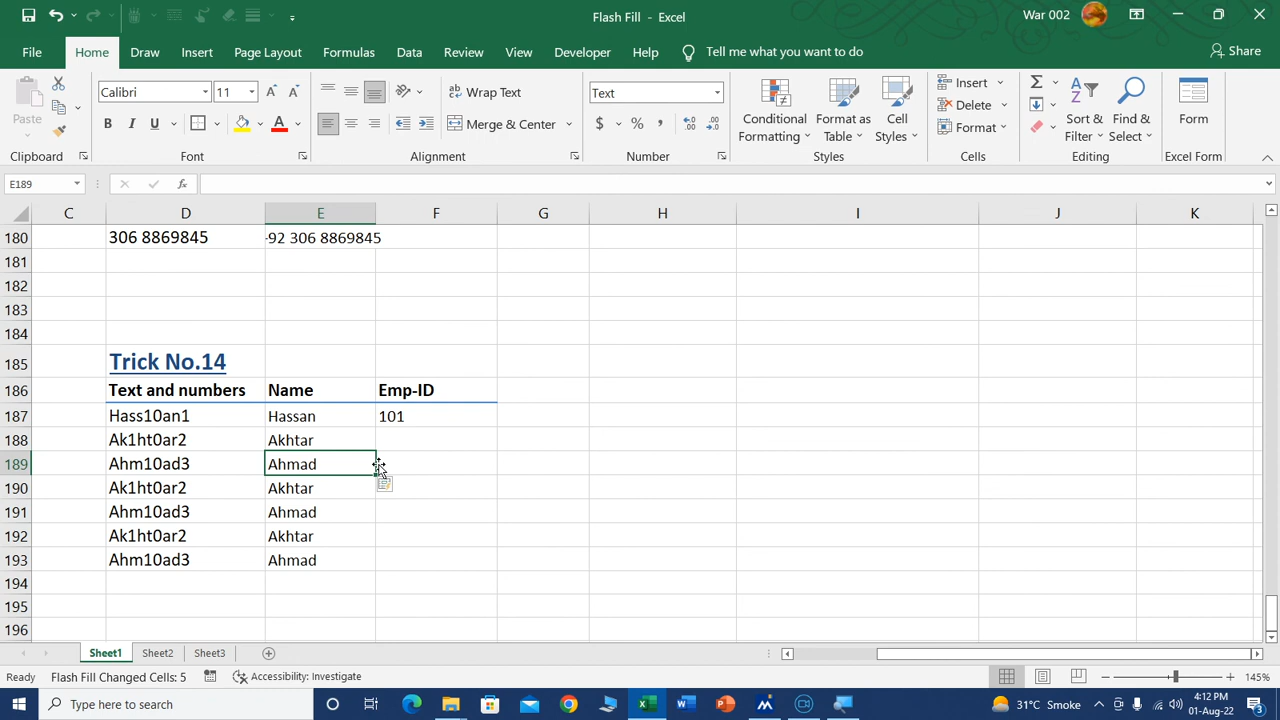 Flash Fill - Excel
War 002
File Home Draw Insert Page Layout Formulas Data Review View Developer Help Tell me what you want to do Share
Paste
Calibri 11
B I U
Wrap Text
Merge & Center
Text
$ % ,
Conditional Formatting
Format as Table
Cell Styles
Insert
Delete
Format
Sort & Filter
Find & Select
Form
Clipboard Font Alignment Number Styles Cells Editing Excel Form
E189 fx
C D E F G H I J K
180 306 8869845 -92 306 8869845
181
182
183
184
185 Trick No.14
186 Text and numbers Name Emp-ID
187 Hass10an1 Hassan 101
188 Ak1ht0ar2 Akhtar
189 Ahm10ad3 Ahmad
190 Ak1ht0ar2 Akhtar
191 Ahm10ad3 Ahmad
192 Ak1ht0ar2 Akhtar
193 Ahm10ad3 Ahmad
194
195
196
Sheet1 Sheet2 Sheet3
Ready Flash Fill Changed Cells: 5 Accessibility: Investigate 145%
Type here to search
31°C Smoke
4:12 PM
01-Aug-22
3